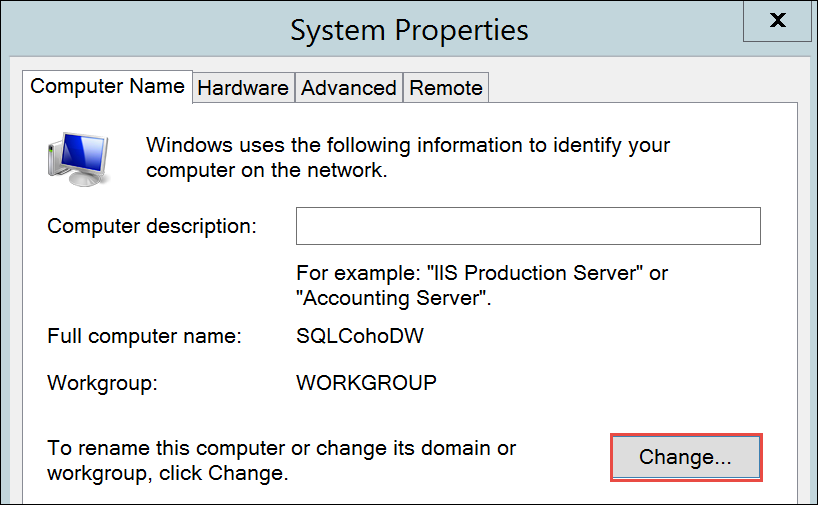 System Properties
x
Computer Name Hardware Advanced Remote
Windows uses the following information to identify your
computer on the network.
Computer description:
For example: "IIS Production Server" or
"Accounting Server".
Full computer name: SQLCohoDW
Workgroup: WORKGROUP
To rename this computer or change its domain or
workgroup, click Change.
Change...